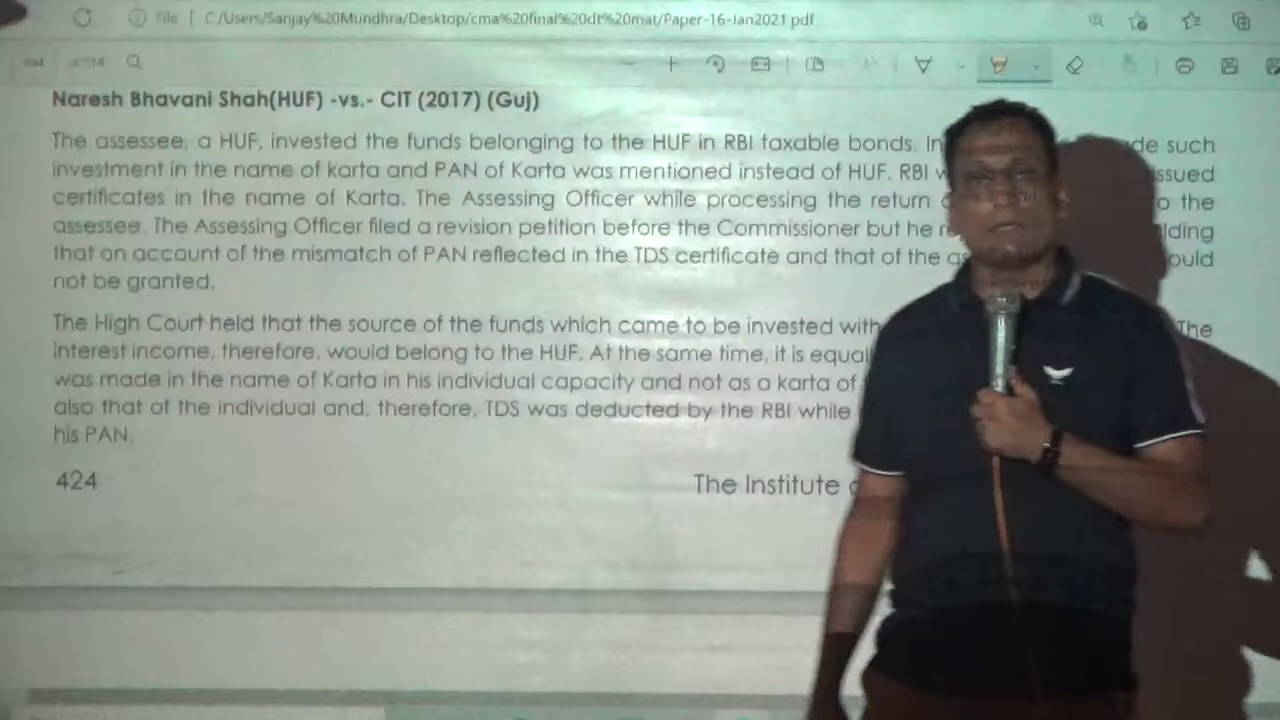 File | C:/Users/Sanjay%20Mundhra/Desktop/cma%20final%20dt%20mat/Paper-16-Jan2021 pdf
Naresh Bhavani Shah(HUF) -vs.- CIT (2017) (Guj)
The assessee, a HUF, invested the funds belonging to the HUF in RBI taxable bonds. In de such
investment in the name of karta and PAN of Karta was mentioned instead of HUF. RBI ssued
certificates in the name of Karta. The Assessing Officer while processing the return o the
assessee. The Assessing Officer filed a revision petition before the Commissioner but he lding
that on account of the mismatch of PAN reflected in the TDS certificate and that of the ould
not be granted.
The High Court held that the source of the funds which came to be invested with The
interest income, therefore, would belong to the HUF. At the same time, it is
was made in the name of Karta in his individual capacity and not as a karta of
also that of the individual and, therefore, TDS was deducted by the RBI while
his PAN.
424 The Institute